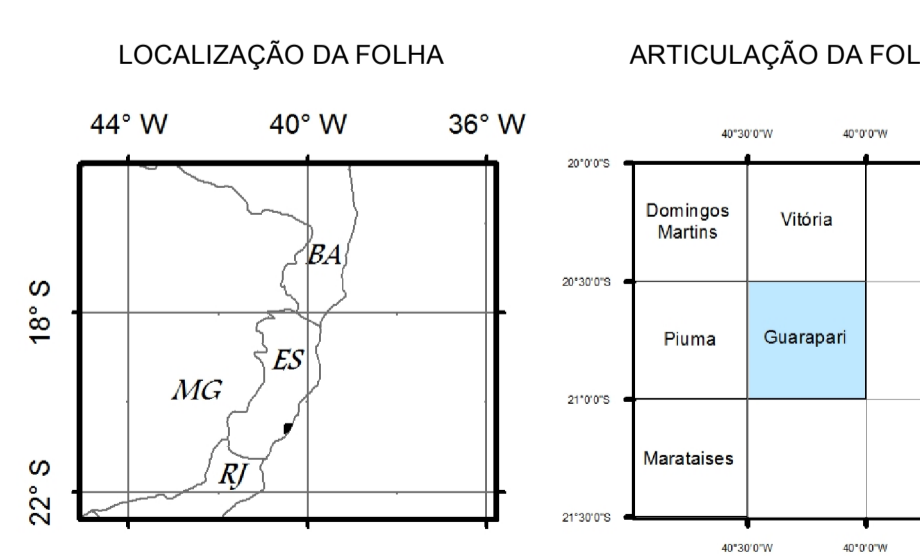 LOCALIZAÇÃO DA FOLHA
44° W 40° W 36° W
18° S
22° S
BA
ES
MG
RJ
ARTICULAÇÃO DA FOL
40°30'0"W 40°0'0"W
20°0'0"S
20°30'0"S
21°0'0"S
21°30'0"S
Domingos
Martins
Vitória
Piuma
Guarapari
Marataises
40°30'0"W 40°0'0"W